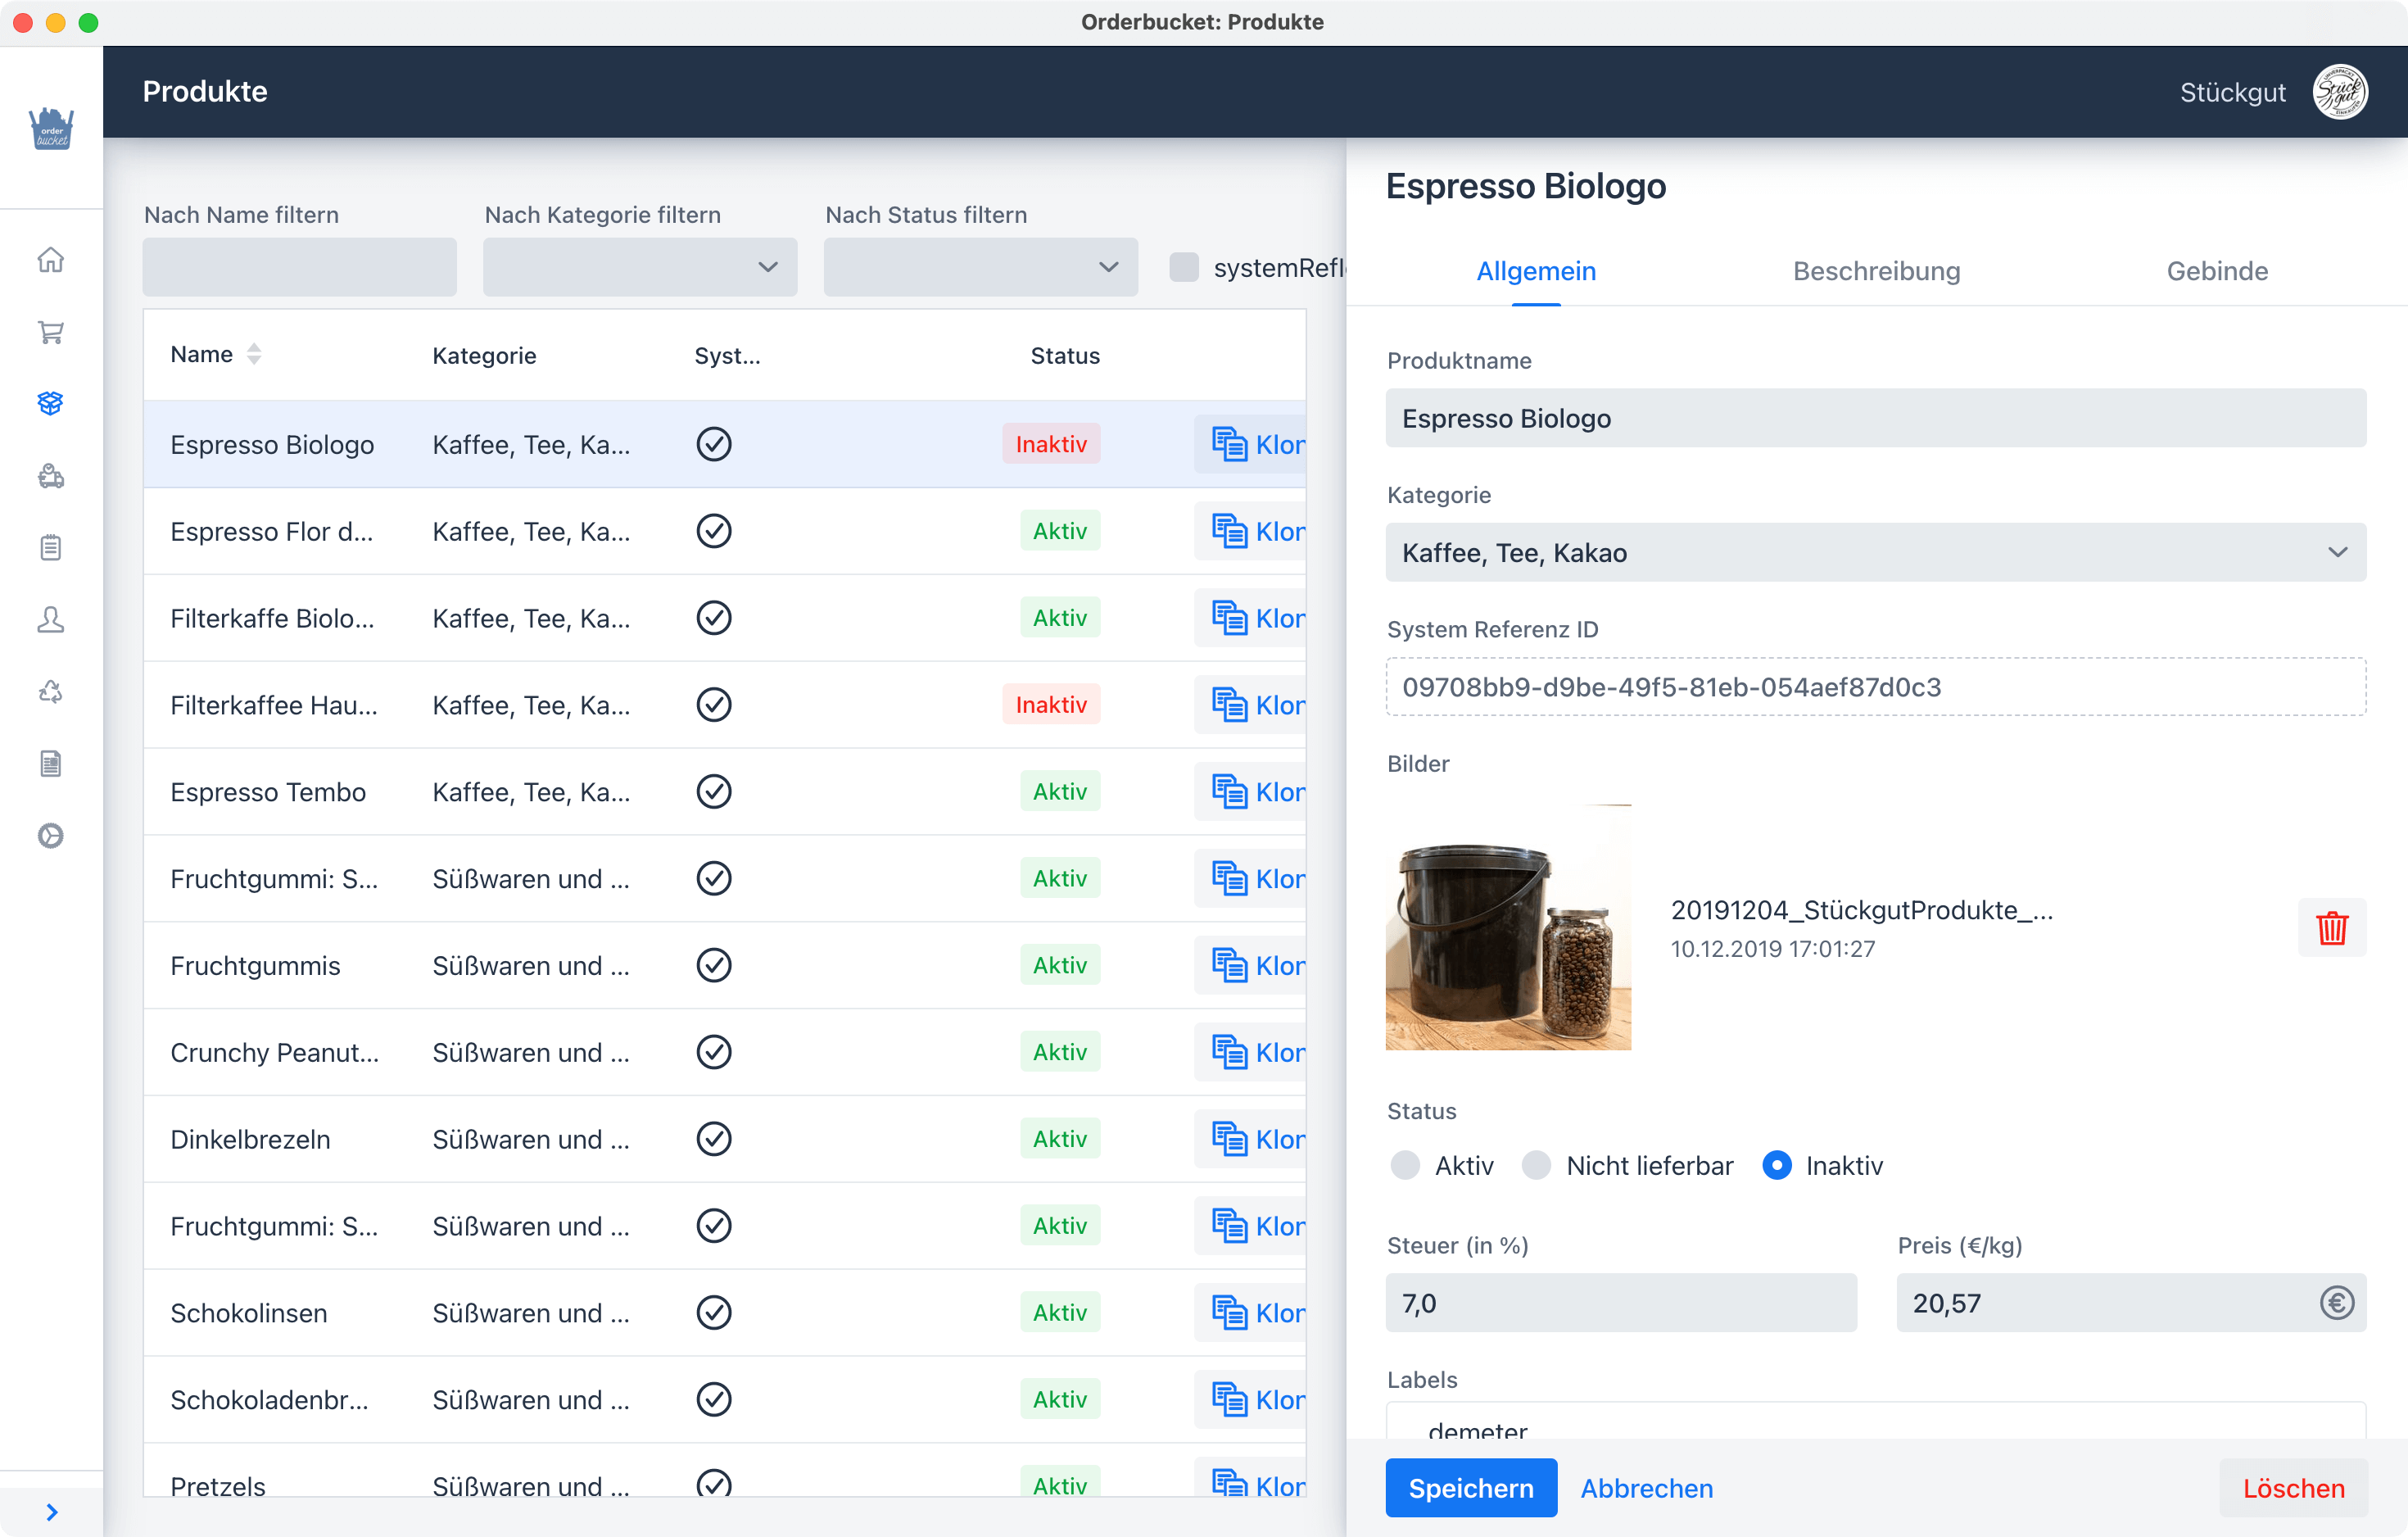 Orderbucket: Produkte
order
bucket
Produkte
Stückgut
Stück
gut
Nach Name filtern
Nach Kategorie filtern
Nach Status filtern
systemRefl
Name
Kategorie
Syst...
Status
Espresso Biologo
Kaffee, Tee, Ka...
Inaktiv
Klon
Espresso Flor d...
Kaffee, Tee, Ka...
Aktiv
Klon
Filterkaffe Biolo...
Kaffee, Tee, Ka...
Aktiv
Klon
Filterkaffee Hau...
Kaffee, Tee, Ka...
Inaktiv
Klon
Espresso Tembo
Kaffee, Tee, Ka...
Aktiv
Klon
Fruchtgummi: S...
Süßwaren und ...
Aktiv
Klon
Fruchtgummis
Süßwaren und ...
Aktiv
Klon
Crunchy Peanut...
Süßwaren und ...
Aktiv
Klon
Dinkelbrezeln
Süßwaren und ...
Aktiv
Klon
Fruchtgummi: S...
Süßwaren und ...
Aktiv
Klon
Schokolinsen
Süßwaren und ...
Aktiv
Klon
Schokoladenbr...
Süßwaren und ...
Aktiv
Klon
Pretzels
Süßwaren und ...
Aktiv
Klon
Espresso Biologo
Allgemein
Beschreibung
Gebinde
Produktname
Espresso Biologo
Kategorie
Kaffee, Tee, Kakao
System Referenz ID
09708bb9-d9be-49f5-81eb-054aef87d0c3
Bilder
20191204_StückgutProdukte_...
10.12.2019 17:01:27
Status
Aktiv
Nicht lieferbar
Inaktiv
Steuer (in %)
Preis (€/kg)
7,0
20,57
€
Labels
demeter
Speichern
Abbrechen
Löschen